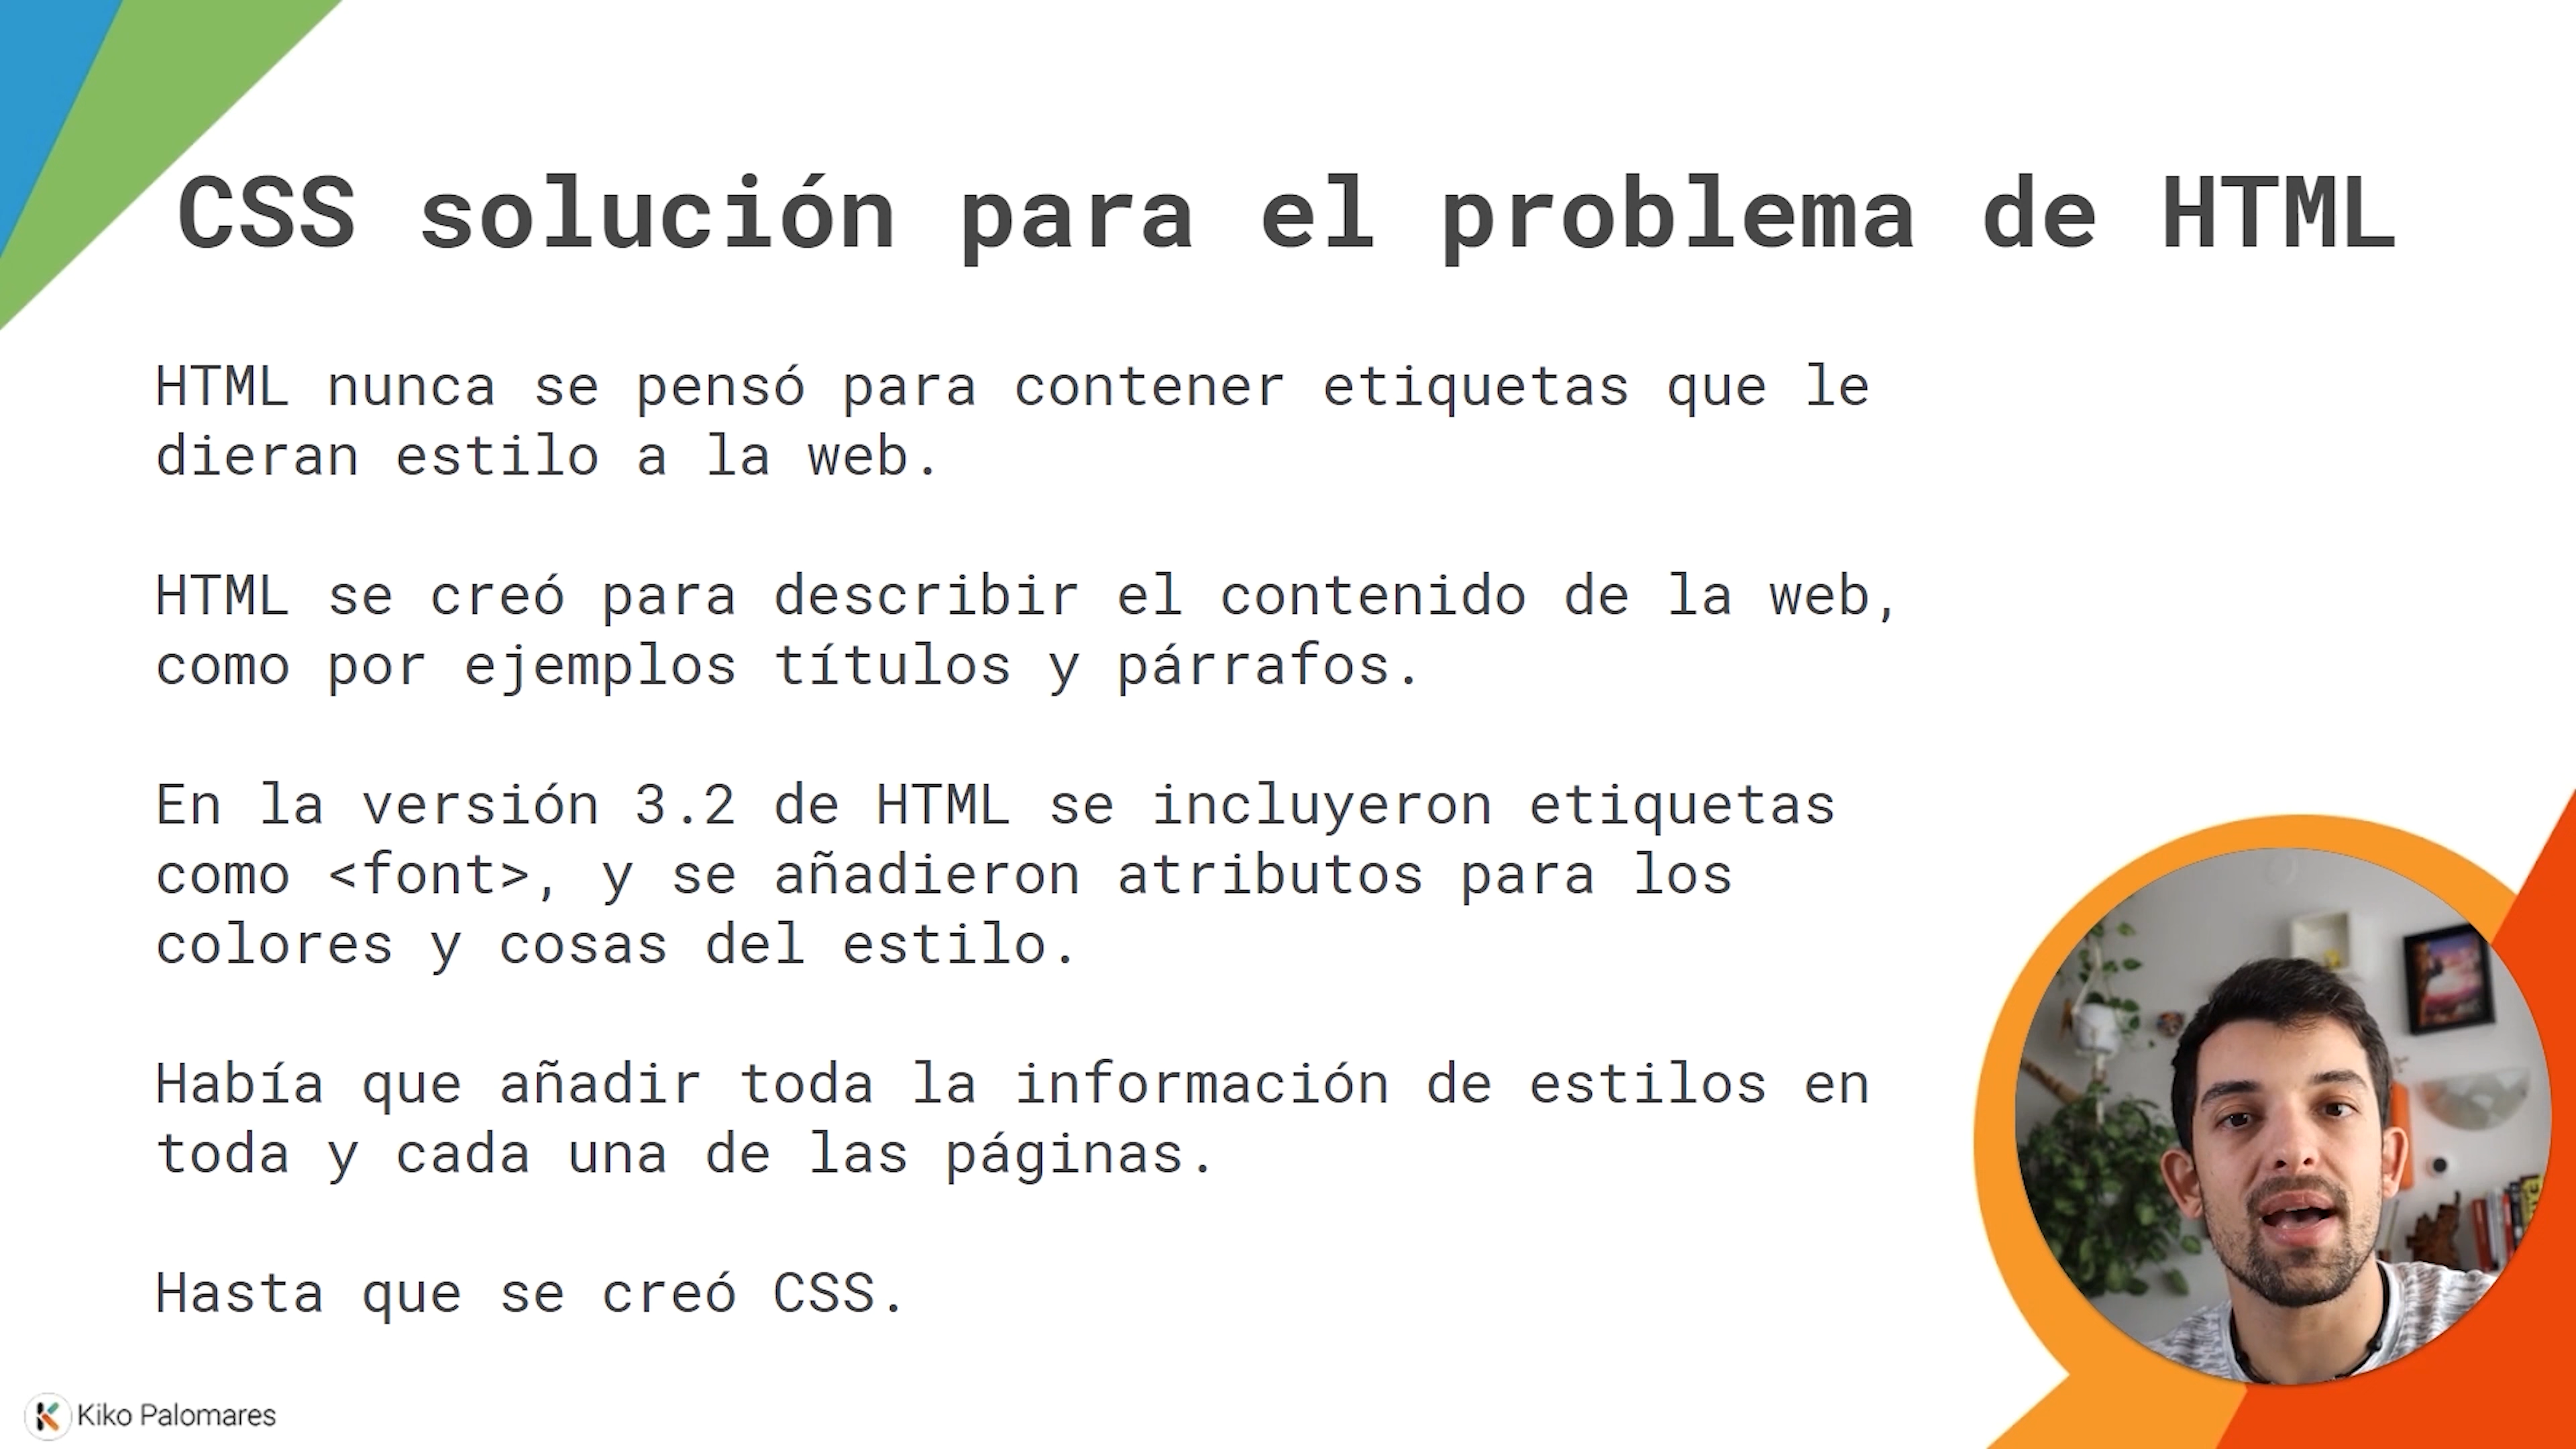 CSS solución para el problema de HTML
HTML nunca se pensó para contener etiquetas que le
dieran estilo a la web.
HTML se creó para describir el contenido de la web,
como por ejemplos títulos y párrafos.
En la versión 3.2 de HTML se incluyeron etiquetas
como <font>, y se añadieron atributos para los
colores y cosas del estilo.
Había que añadir toda la información de estilos en
toda y cada una de las páginas.
Hasta que se creó CSS.
Kiko Palomares